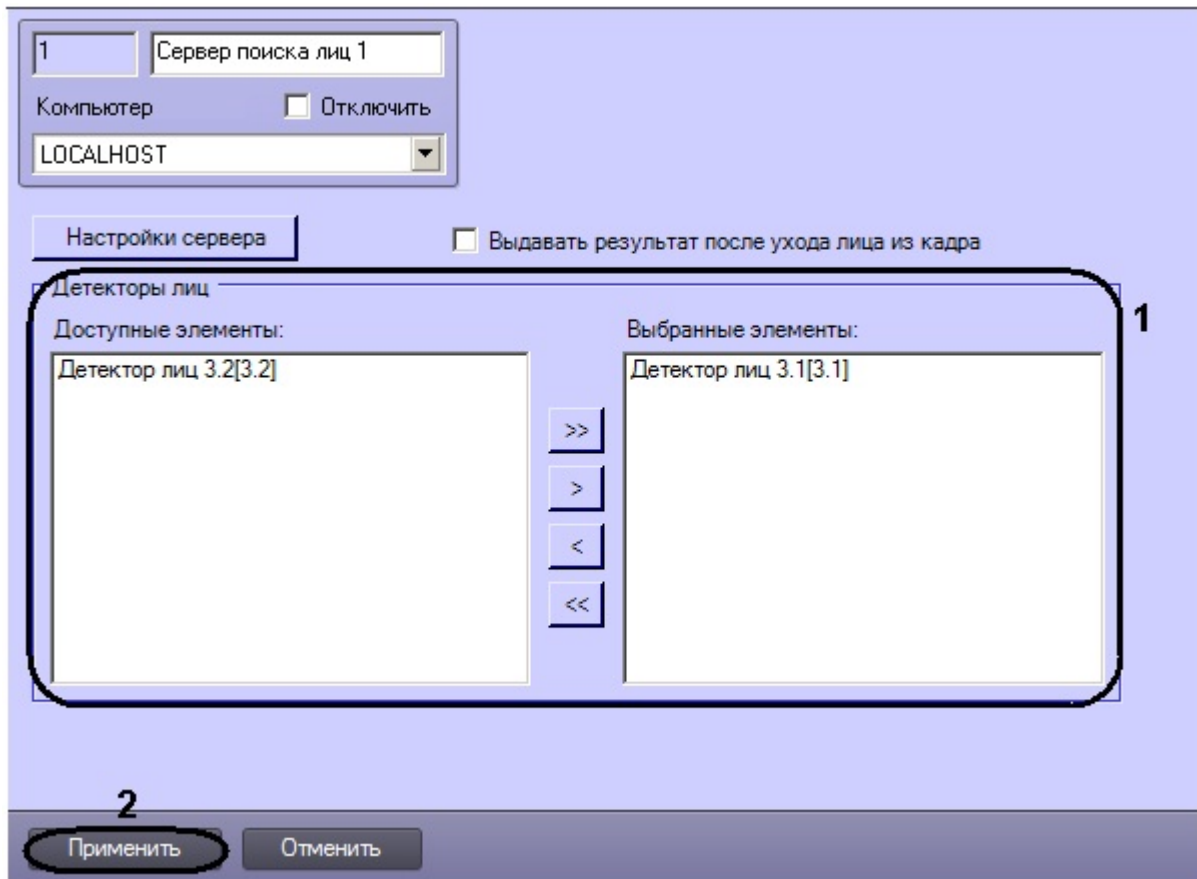 1 Сервер поиска лиц 1
Компьютер Отключить
LOCALHOST
Настройки сервера Выдавать результат после ухода лица из кадра
Детекторы лиц
1
Доступные элементы: Выбранные элементы:
Детектор лиц 3.2[3.2] Детектор лиц 3.1[3.1]
>>
>
<
<<
2
Применить Отменить